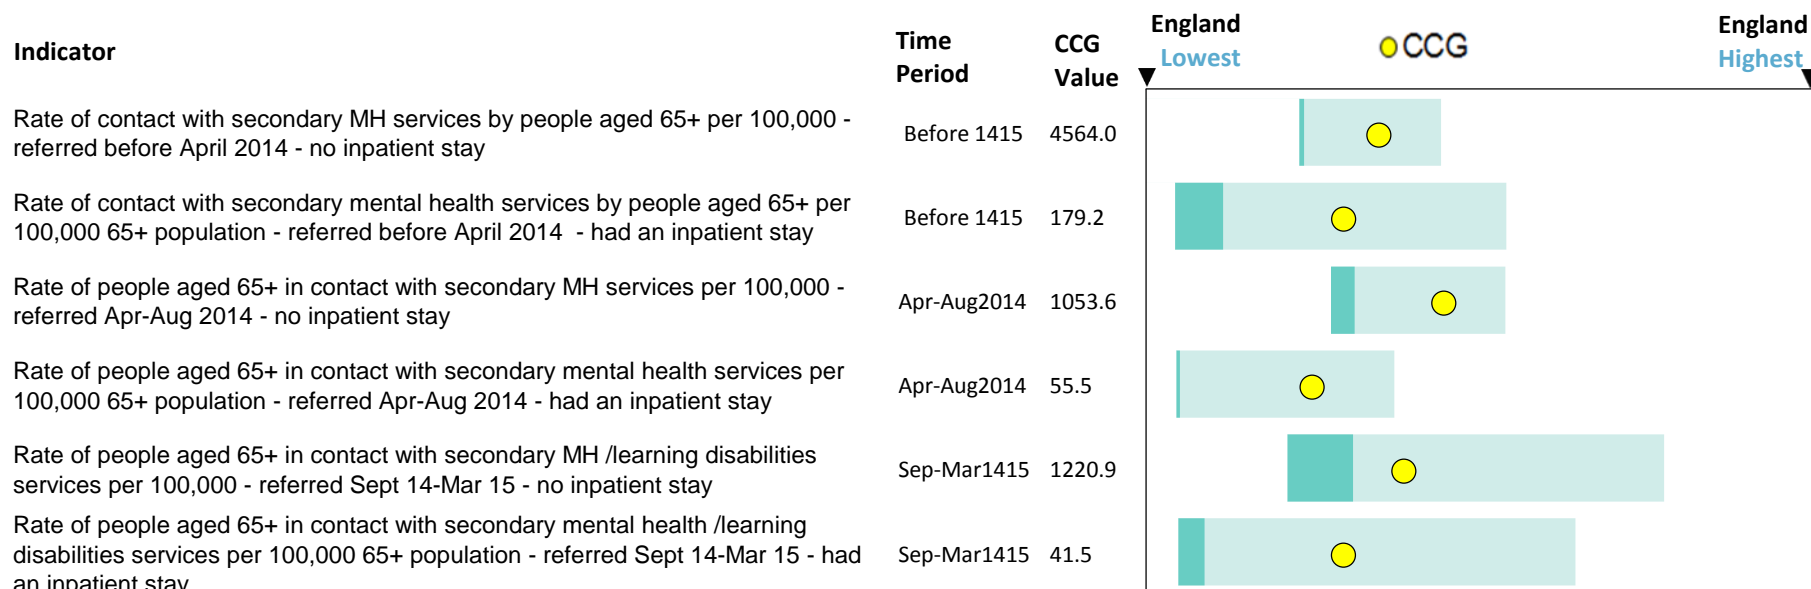 Indicator
Time Period
CCG Value
England Lowest
CCG
England Highest
Rate of contact with secondary MH services by people aged 65+ per 100,000 -
referred before April 2014 - no inpatient stay
Before 1415 4564.0
Rate of contact with secondary mental health services by people aged 65+ per
100,000 65+ population - referred before April 2014 - had an inpatient stay
Before 1415 179.2
Rate of people aged 65+ in contact with secondary MH services per 100,000 -
referred Apr-Aug 2014 - no inpatient stay
Apr-Aug2014 1053.6
Rate of people aged 65+ in contact with secondary mental health services per
100,000 65+ population - referred Apr-Aug 2014 - had an inpatient stay
Apr-Aug2014 55.5
Rate of people aged 65+ in contact with secondary MH /learning disabilities
services per 100,000 - referred Sept 14-Mar 15 - no inpatient stay
Sep-Mar1415 1220.9
Rate of people aged 65+ in contact with secondary mental health /learning
disabilities services per 100,000 65+ population - referred Sept 14-Mar 15 - had
an inpatient stay
Sep-Mar1415 41.5